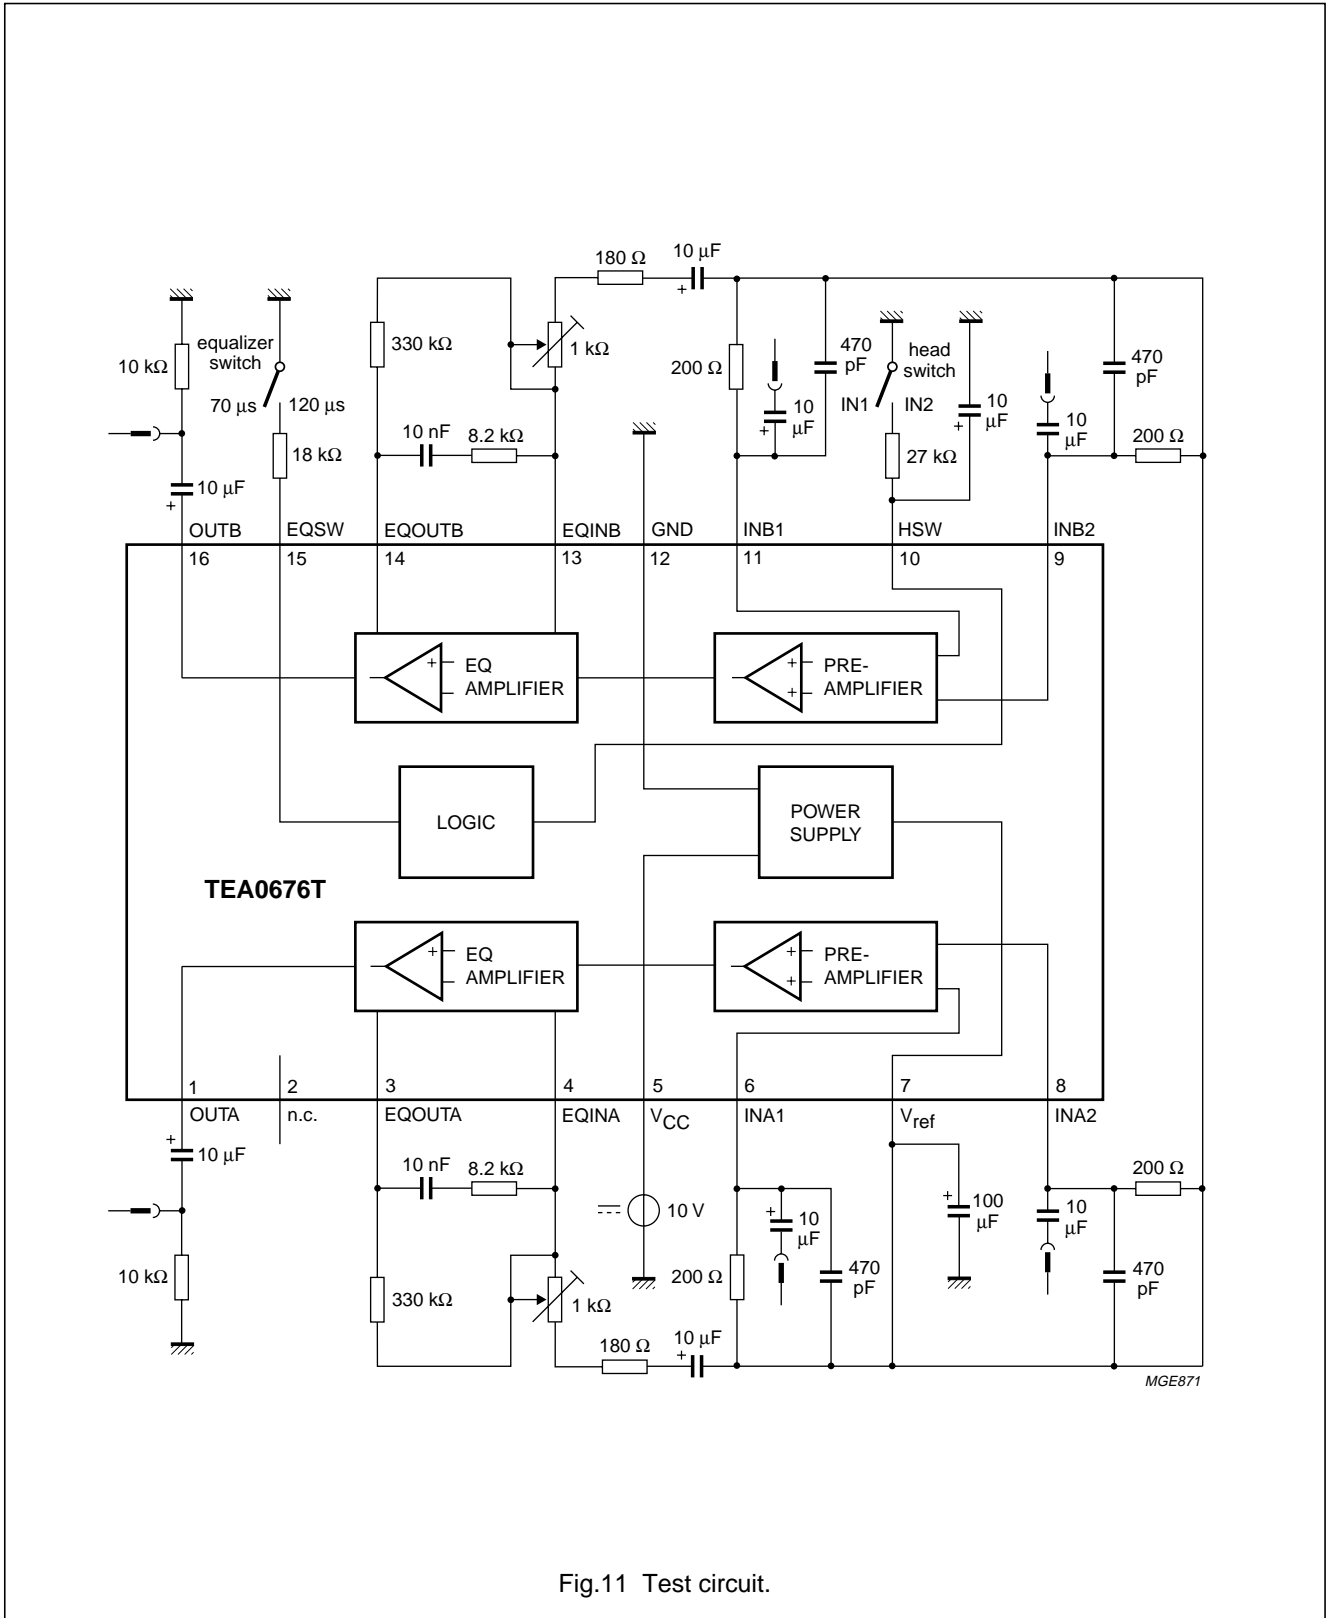 180 Ω
10 μF
10 kΩ
equalizer
switch
70 μs
120 μs
18 kΩ
330 kΩ
1 kΩ
200 Ω
470
pF
10
μF
head
switch
IN1
IN2
27 kΩ
10
μF
10
μF
470
pF
200 Ω
10 nF
8.2 kΩ
+
10 μF
+
+
+
+
OUTB
EQSW
EQOUTB
EQINB
GND
INB1
HSW
INB2
16
15
14
13
12
11
10
9
+
EQ
AMPLIFIER
+
+
PRE-
AMPLIFIER
LOGIC
POWER
SUPPLY
TEA0676T
+
EQ
AMPLIFIER
+
+
PRE-
AMPLIFIER
1
2
3
4
5
6
7
8
OUTA
n.c.
EQOUTA
EQINA
VCC
INA1
Vref
INA2
+
10 μF
10 nF
8.2 kΩ
10 V
+
10
μF
+
100
μF
+
10
μF
200 Ω
10 kΩ
330 kΩ
1 kΩ
200 Ω
470
pF
470
pF
180 Ω
10 μF
+
MGE871
Fig.11 Test circuit.